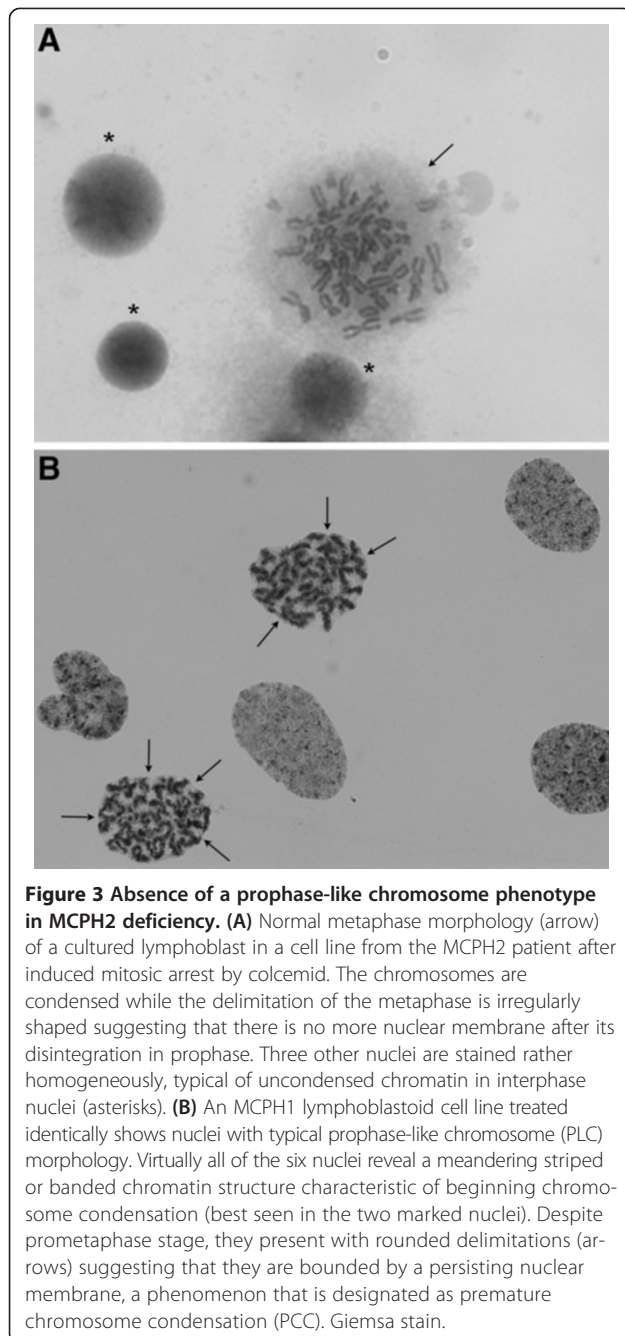 A
*
*
*
B
Figure 3 Absence of a prophase-like chromosome phenotype
in MCPH2 deficiency. (A) Normal metaphase morphology (arrow)
of a cultured lymphoblast in a cell line from the MCPH2 patient after
induced mitotic arrest by colcemid. The chromosomes are
condensed while the delimitation of the metaphase is irregularly
shaped suggesting that there is no more nuclear membrane after its
disintegration in prophase. Three other nuclei are stained rather
homogeneously, typical of uncondensed chromatin in interphase
nuclei (asterisks). (B) An MCPH1 lymphoblastoid cell line treated
identically shows nuclei with typical prophase-like chromosome (PLC)
morphology. Virtually all of the six nuclei reveal a meandering striped
or banded chromatin structure characteristic of beginning chromo-
some condensation (best seen in the two marked nuclei). Despite
prometaphase stage, they present with rounded delimitations (ar-
rows) suggesting that they are bounded by a persisting nuclear
membrane, a phenomenon that is designated as premature
chromosome condensation (PCC). Giemsa stain.